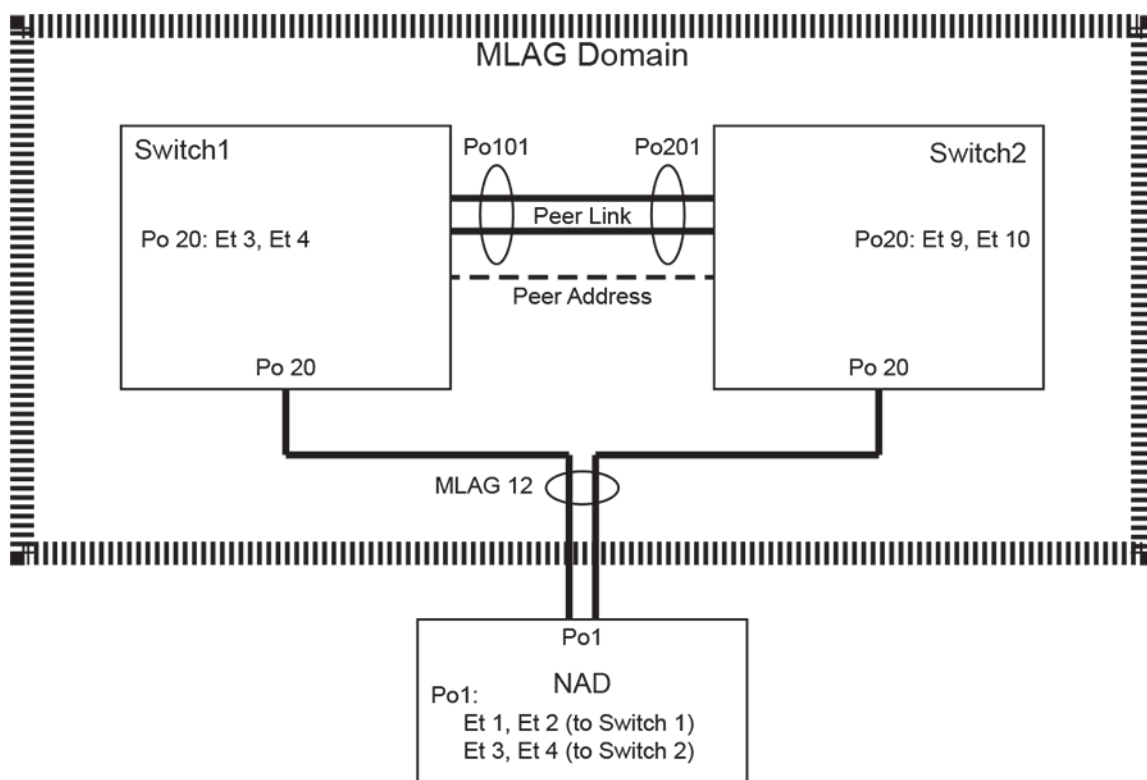 MLAG Domain
Switch1
Po101
Po201
Switch2
Peer Link
Po 20: Et 3, Et 4
Po20: Et 9, Et 10
Peer Address
Po 20
Po 20
MLAG 12
Po1
NAD
Po1:
Et 1, Et 2 (to Switch 1)
Et 3, Et 4 (to Switch 2)